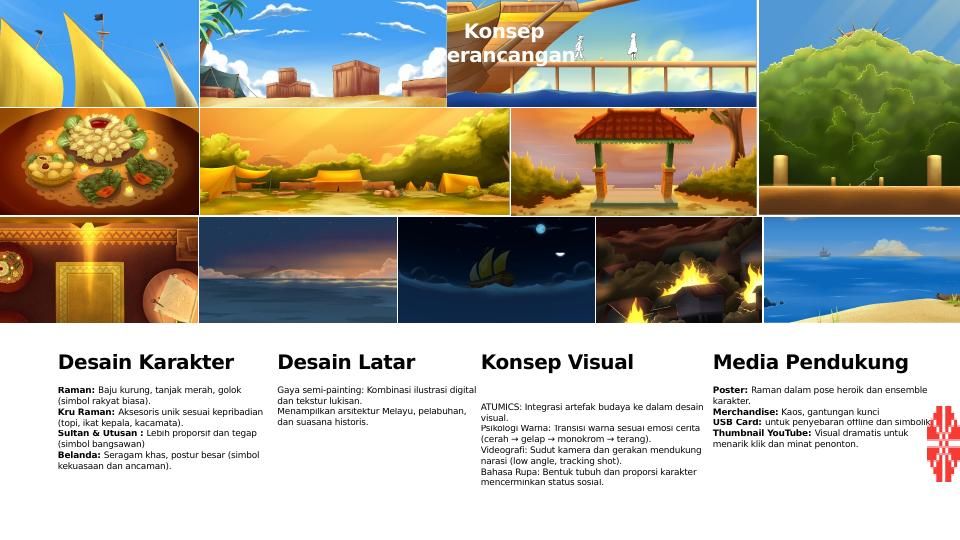 Konsep
erancangan
Desain Karakter
Raman: Baju kurung, tanjak merah, golok
(simbol rakyat biasa).
Kru Raman: Aksesoris unik sesuai kepribadian
(topi, ikat kepala, kacamata).
Sultan & Utusan : Lebih proporsif dan tegap
(simbol bangsawan)
Belanda: Seragam khas, postur besar (simbol
kekuasaan dan ancaman).
Desain Latar
Gaya semi-painting: Kombinasi ilustrasi digital
dan tekstur lukisan.
Menampilkan arsitektur Melayu, pelabuhan,
dan suasana historis.
Konsep Visual
ATUMICS: Integrasi artefak budaya ke dalam desain
visual.
Psikologi Warna: Transisi warna sesuai emosi cerita
(cerah → gelap → monokrom → terang).
Videografi: Sudut kamera dan gerakan mendukung
narasi (low angle, tracking shot).
Bahasa Rupa: Bentuk tubuh dan proporsi karakter
mencerminkan status sosial.
Media Pendukung
Poster: Raman dalam pose heroik dan ensemble
karakter.
Merchandise: Kaos, gantungan kunci
USB Card: untuk penyebaran offline dan simbolik
Thumbnail YouTube: Visual dramatis untuk
menarik klik dan minat penonton.